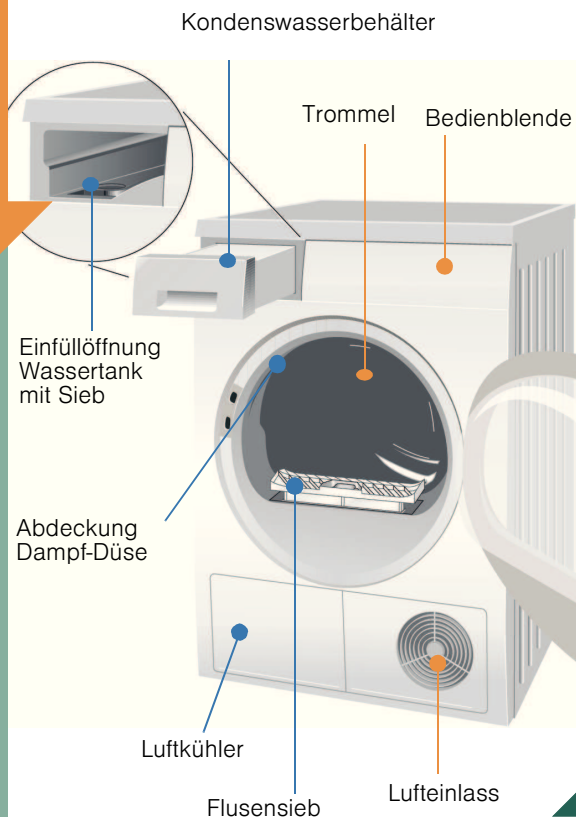 Kondenswasserbehälter
Trommel
Bedienblende
Einfüllöffnung
Wassertank
mit Sieb
Abdeckung
Dampf-Düse
Luftkühler
Lufteinlass
Flusensieb